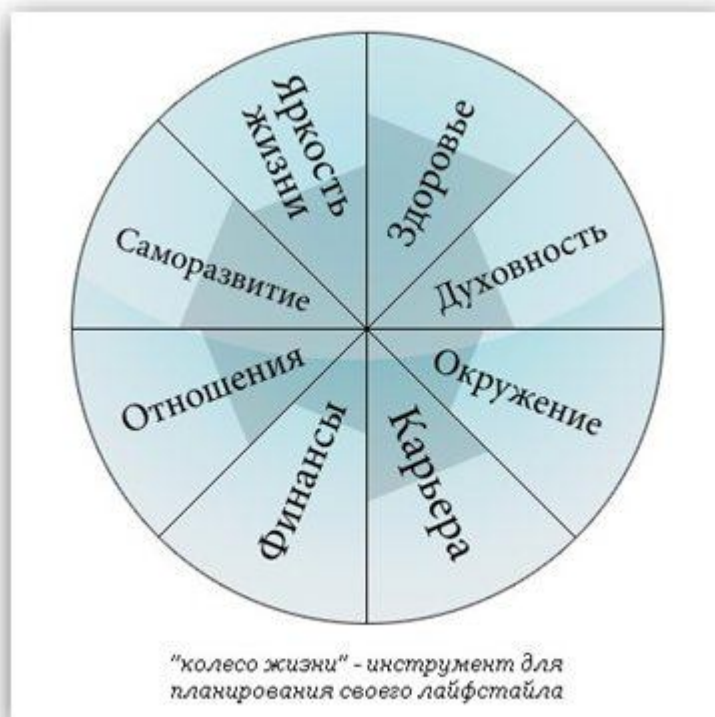 Яркость
жизни
Здоровье
Духовность
Окружение
Карьера
Финансы
Отношения
Саморазвитие
"колесо жизни" - инструмент для
планирования своего лайфстайла